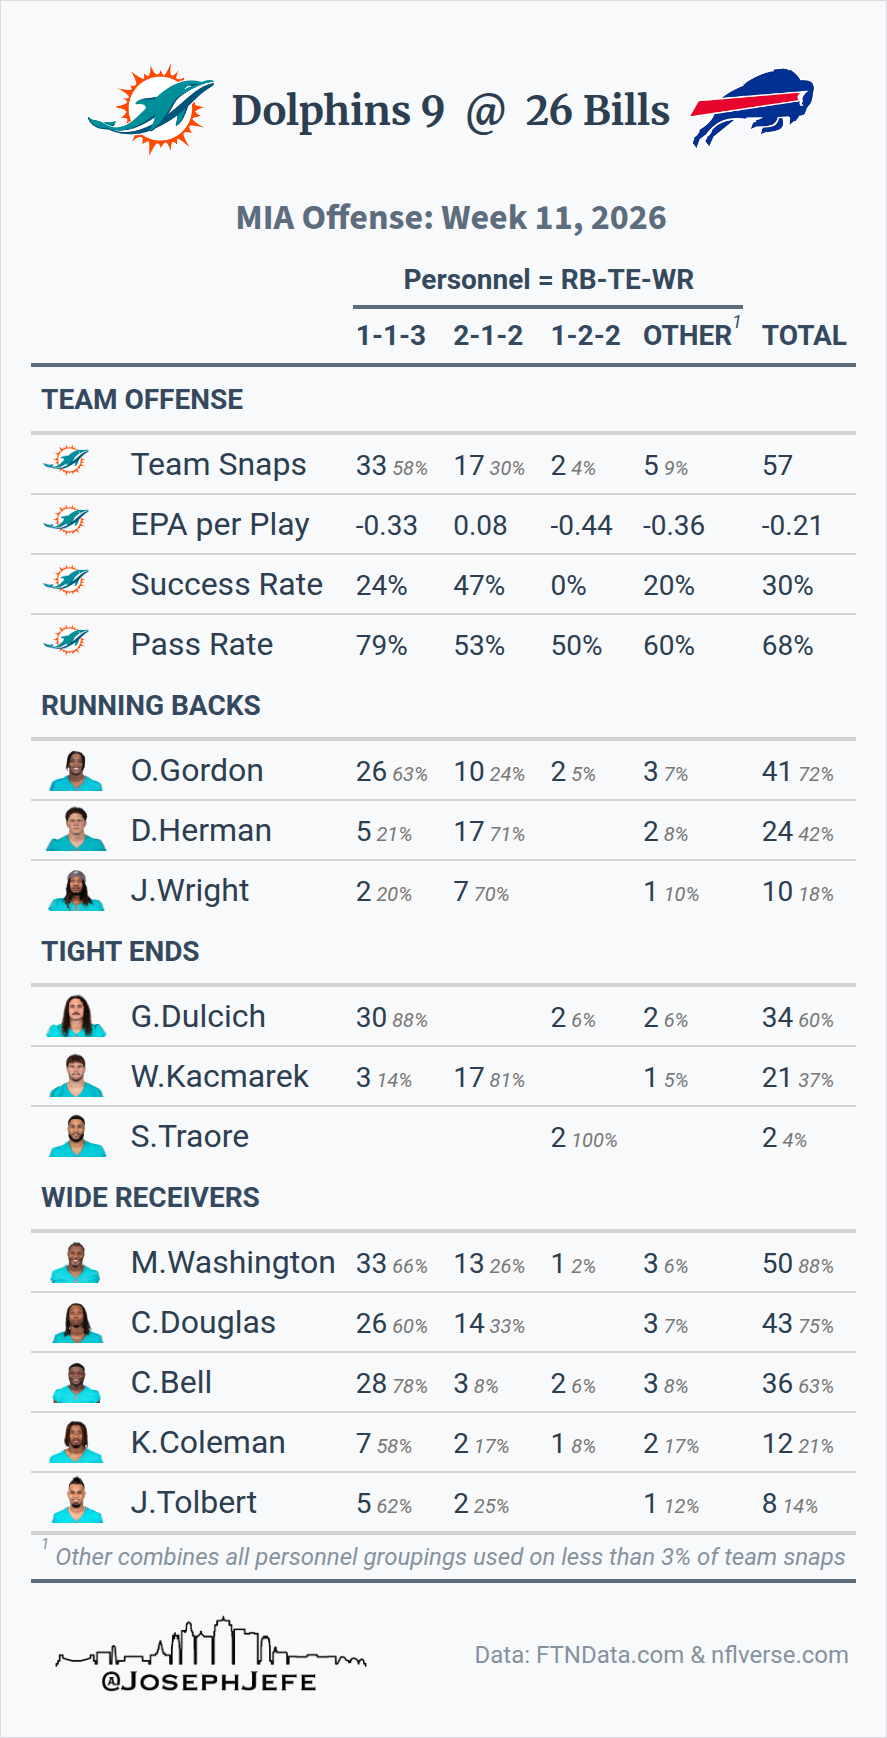 Dolphins 9 @ 26 Bills
MIA Offense: Week 11, 2026
Personnel = RB-TE-WR
1-1-3 2-1-2 1-2-2 OTHER1 TOTAL
TEAM OFFENSE
Team Snaps 33 58% 17 30% 2 4% 5 9% 57
EPA per Play -0.33 0.08 -0.44 -0.36 -0.21
Success Rate 24% 47% 0% 20% 30%
Pass Rate 79% 53% 50% 60% 68%
RUNNING BACKS
O.Gordon 26 63% 10 24% 2 5% 3 7% 41 72%
D.Herman 5 21% 17 71% 2 8% 24 42%
J.Wright 2 20% 7 70% 1 10% 10 18%
TIGHT ENDS
G.Dulcich 30 88% 2 6% 2 6% 34 60%
W.Kacmarek 3 14% 17 81% 1 5% 21 37%
S.Traore 2 100% 2 4%
WIDE RECEIVERS
M.Washington 33 66% 13 26% 1 2% 3 6% 50 88%
C.Douglas 26 60% 14 33% 3 7% 43 75%
C.Bell 28 78% 3 8% 2 6% 3 8% 36 63%
K.Coleman 7 58% 2 17% 1 8% 2 17% 12 21%
J.Tolbert 5 62% 2 25% 1 12% 8 14%
1 Other combines all personnel groupings used on less than 3% of team snaps
@JosephJefe
Data: FTNData.com & nflverse.com